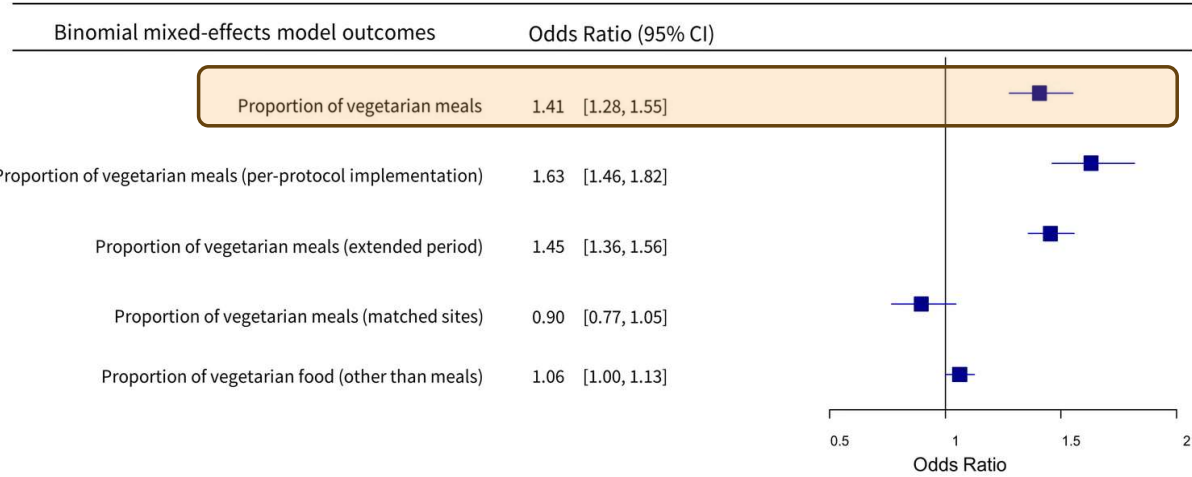 Binomial mixed-effects model outcomes Odds Ratio (95% CI)
Proportion of vegetarian meals 1.41 [1.28, 1.55]
Proportion of vegetarian meals (per-protocol implementation) 1.63 [1.46, 1.82]
Proportion of vegetarian meals (extended period) 1.45 [1.36, 1.56]
Proportion of vegetarian meals (matched sites) 0.90 [0.77, 1.05]
Proportion of vegetarian food (other than meals) 1.06 [1.00, 1.13]
0.5 1 1.5 2
Odds Ratio